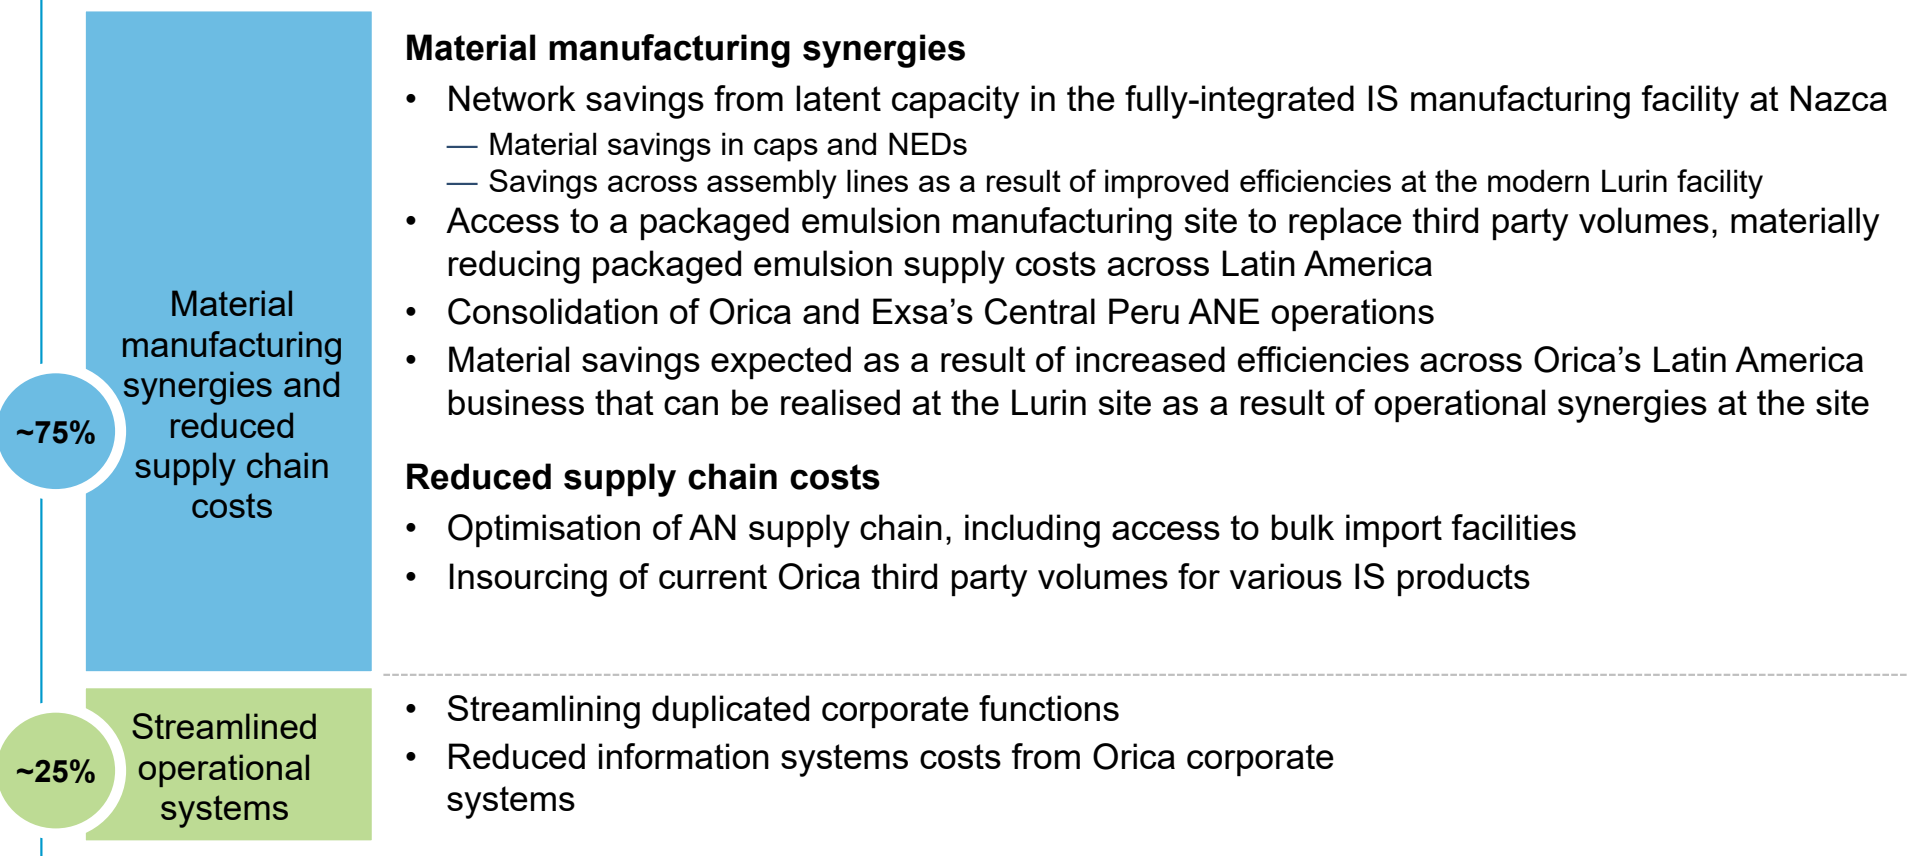 ~75%
Material
manufacturing
synergies and
reduced
supply chain
costs
Material manufacturing synergies
• Network savings from latent capacity in the fully-integrated IS manufacturing facility at Nazca
— Material savings in caps and NEDs
— Savings across assembly lines as a result of improved efficiencies at the modern Lurin facility
• Access to a packaged emulsion manufacturing site to replace third party volumes, materially
reducing packaged emulsion supply costs across Latin America
• Consolidation of Orica and Exsa’s Central Peru ANE operations
• Material savings expected as a result of increased efficiencies across Orica’s Latin America
business that can be realised at the Lurin site as a result of operational synergies at the site
Reduced supply chain costs
• Optimisation of AN supply chain, including access to bulk import facilities
• Insourcing of current Orica third party volumes for various IS products
~25%
Streamlined
operational
systems
• Streamlining duplicated corporate functions
• Reduced information systems costs from Orica corporate
systems